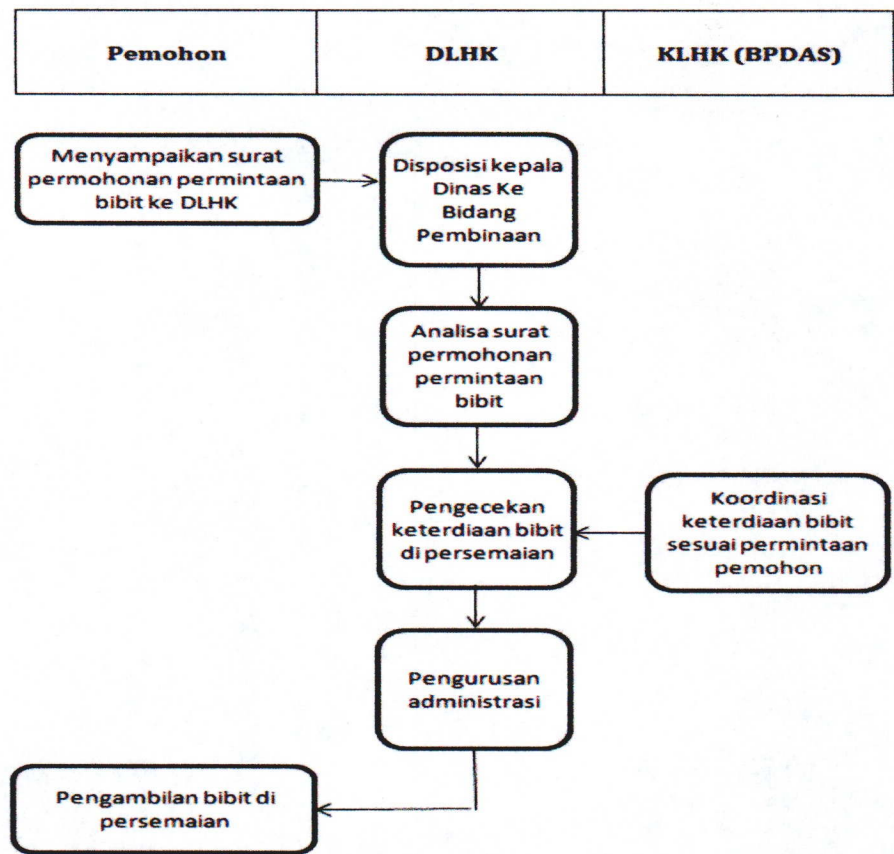 Pemohon
DLHK
KLHK (BPDAS)
Menyampaikan surat
permohonan permintaan
bibit ke DLHK
Disposisi kepala
Dinas Ke
Bidang
Pembinaan
Analisa surat
permohonan
permintaan
bibit
Pengecekan
keterdiaan bibit
di persemaian
Koordinasi
keterdiaan bibit
sesuai permintaan
pemohon
Pengurusan
administrasi
Pengambilan bibit di
persemaian